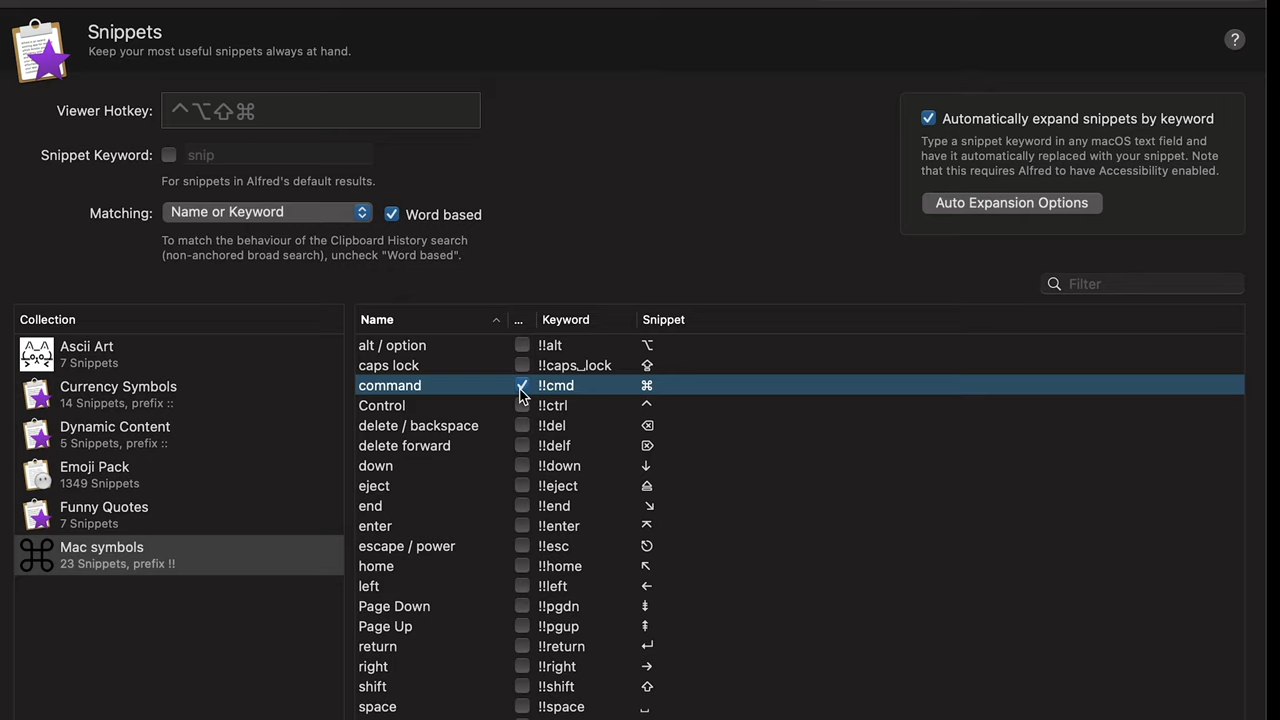 Snippets
Keep your most useful snippets always at hand.
?
Viewer Hotkey: ^⌥⇧⌘
Snippet Keyword: snip
For snippets in Alfred's default results.
Matching: Name or Keyword Word based
To match the behaviour of the Clipboard History search
(non-anchored broad search), uncheck "Word based".
Automatically expand snippets by keyword
Type a snippet keyword in any macOS text field and
have it automatically replaced with your snippet. Note
that this requires Alfred to have Accessibility enabled.
Auto Expansion Options
Filter
Collection
Ascii Art
7 Snippets
Currency Symbols
14 Snippets, prefix ::
Dynamic Content
5 Snippets, prefix ::
Emoji Pack
1349 Snippets
Funny Quotes
7 Snippets
Mac symbols
23 Snippets, prefix !!
Name ... Keyword Snippet
alt / option !!alt ⌥
caps lock !!caps␣lock ⇪
command !!cmd ⌘
Control !!ctrl ⌃
delete / backspace !!del ⌫
delete forward !!delf ⌦
down !!down ↓
eject !!eject ⏏
end !!end ↘
enter !!enter ⌤
escape / power !!esc ⎋
home !!home ↖
left !!left ←
Page Down !!pgdn ⇟
Page Up !!pgup ⇞
return !!return ↩
right !!right →
shift !!shift ⇧
space !!space ␣